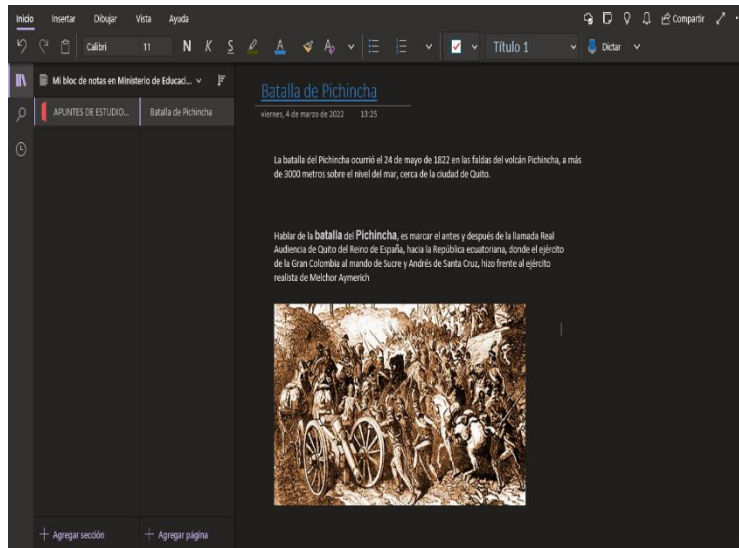 Inicio Insertar Dibujar Vista Ayuda Compartir
Calibri 11 N K S A Título 1 Dictar
Mi bloc de notas en Ministerio de Educaci...
APUNTES DE ESTUDIO... Batalla de Pichincha
Batalla de Pichincha
viernes, 4 de marzo de 2022 13:25
La batalla del Pichincha ocurrió el 24 de mayo de 1822 en las faldas del volcán Pichincha, a más
de 3000 metros sobre el nivel del mar, cerca de la ciudad de Quito.
Hablar de la batalla del Pichincha, es marcar el antes y después de la llamada Real
Audiencia de Quito del Reino de España, hacia la República ecuatoriana, donde el ejército
de la Gran Colombia al mando de Sucre y Andrés de Santa Cruz, hizo frente al ejército
realista de Melchor Aymerich
Agregar sección Agregar página